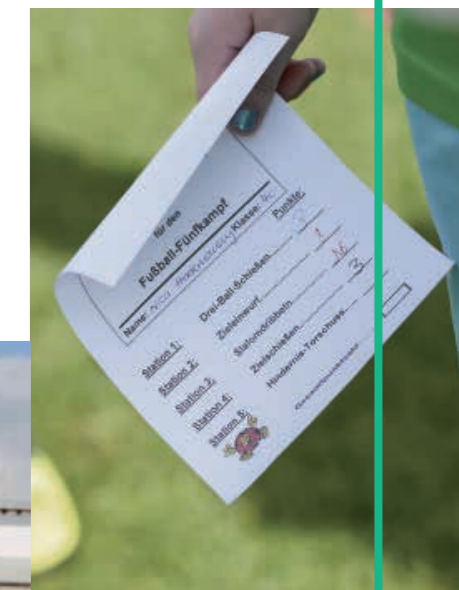 für den
Fußball-Fünfkampf
Name: Klasse: 4c
Punkte:
Station 1: Drei-Ball-Schießen
Station 2: Zieleinwurf 1
Station 3: Slalomdribbeln
Station 4: Zielschießen 3
Station 5: Hindernis-Torschuss